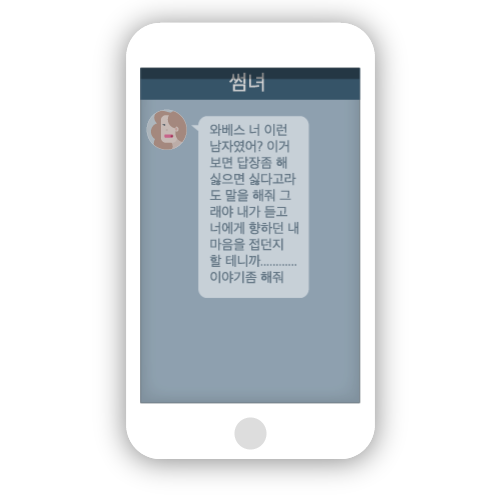 썸녀
와베스 너 이런
남자였어? 이거
보면 답장좀 해
싫으면 싫다고라
도 말을 해줘 그
래야 내가 듣고
너에게 향하던 내
마음을 접던지
할 테니까............
이야기좀 해줘